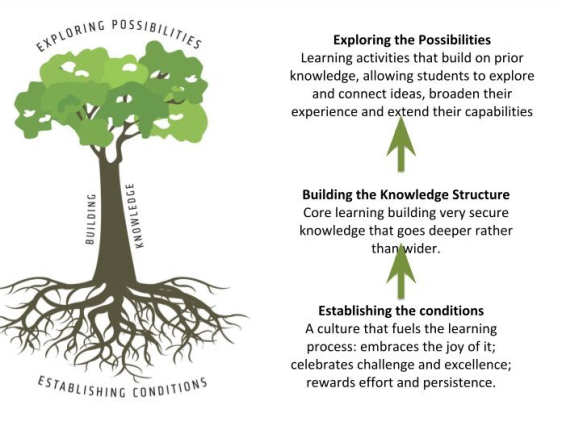 EXPLORING POSSIBILITIES
BUILDING
KNOWLEDGE
ESTABLISHING CONDITIONS
Exploring the Possibilities
Learning activities that build on prior
knowledge, allowing students to explore
and connect ideas, broaden their
experience and extend their capabilities
Building the Knowledge Structure
Core learning building very secure
knowledge that goes deeper rather
than wider.
Establishing the conditions
A culture that fuels the learning
process: embraces the joy of it;
celebrates challenge and excellence;
rewards effort and persistence.